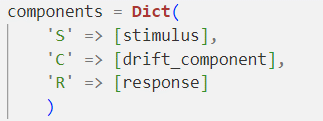 components = Dict(
'S' => [stimulus],
'C' => [drift_component],
'R' => [response]
)